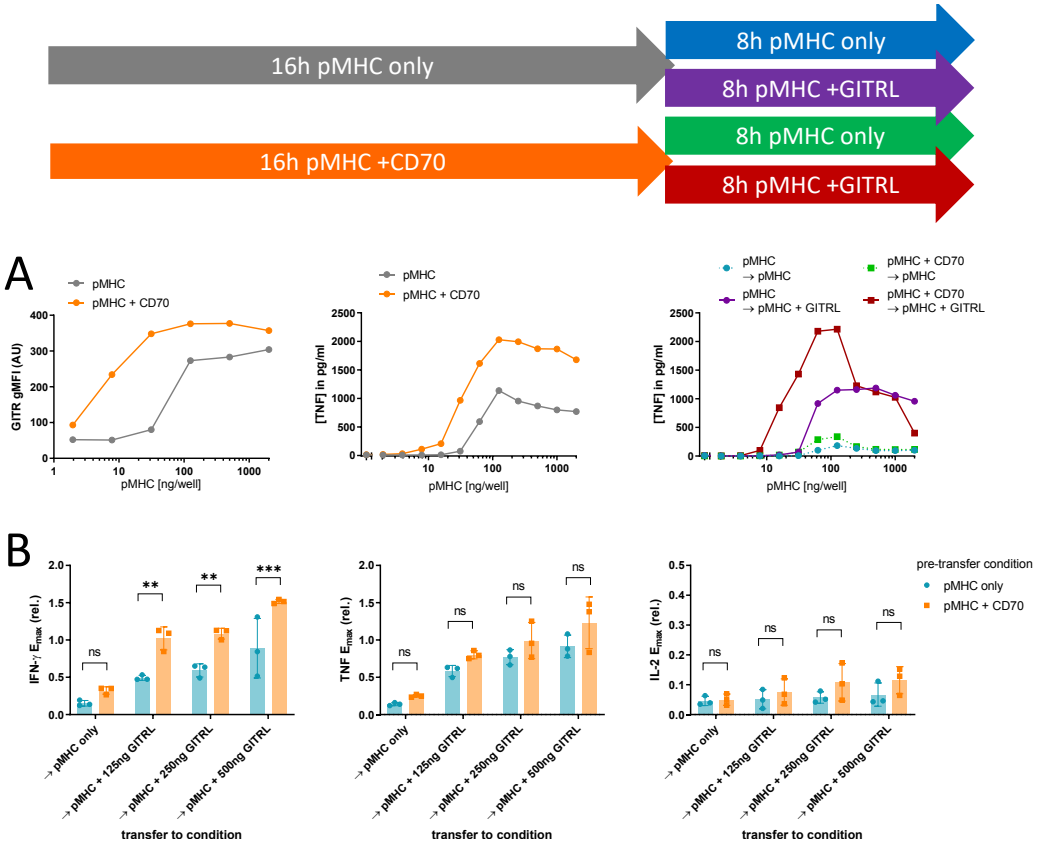 16h pMHC only
8h pMHC only
8h pMHC +GITRL
16h pMHC +CD70
8h pMHC only
8h pMHC +GITRL
A
pMHC
pMHC + CD70
GITR gMFI (AU)
400
300
200
100
0
1
10
100
1000
pMHC [ng/well]
pMHC
pMHC + CD70
[TNF] in pg/ml
2500
2000
1500
1000
500
0
10
100
1000
pMHC [ng/well]
pMHC
→ pMHC
pMHC + CD70
→ pMHC
pMHC
→ pMHC + GITRL
pMHC + CD70
→ pMHC + GITRL
[TNF] in pg/ml
2500
2000
1500
1000
500
0
10
100
1000
pMHC [ng/well]
B
IFN-γ Emax (rel.)
2.0
1.5
1.0
0.5
0.0
ns
**
**
***
→ pMHC only
→ pMHC + 125ng GITRL
→ pMHC + 250ng GITRL
→ pMHC + 500ng GITRL
transfer to condition
TNF Emax (rel.)
2.0
1.5
1.0
0.5
0.0
ns
ns
ns
ns
→ pMHC only
→ pMHC + 125ng GITRL
→ pMHC + 250ng GITRL
→ pMHC + 500ng GITRL
transfer to condition
IL-2 Emax (rel.)
0.5
0.4
0.3
0.2
0.1
0.0
ns
ns
ns
ns
→ pMHC only
→ pMHC + 125ng GITRL
→ pMHC + 250ng GITRL
→ pMHC + 500ng GITRL
transfer to condition
pre-transfer condition
pMHC only
pMHC + CD70